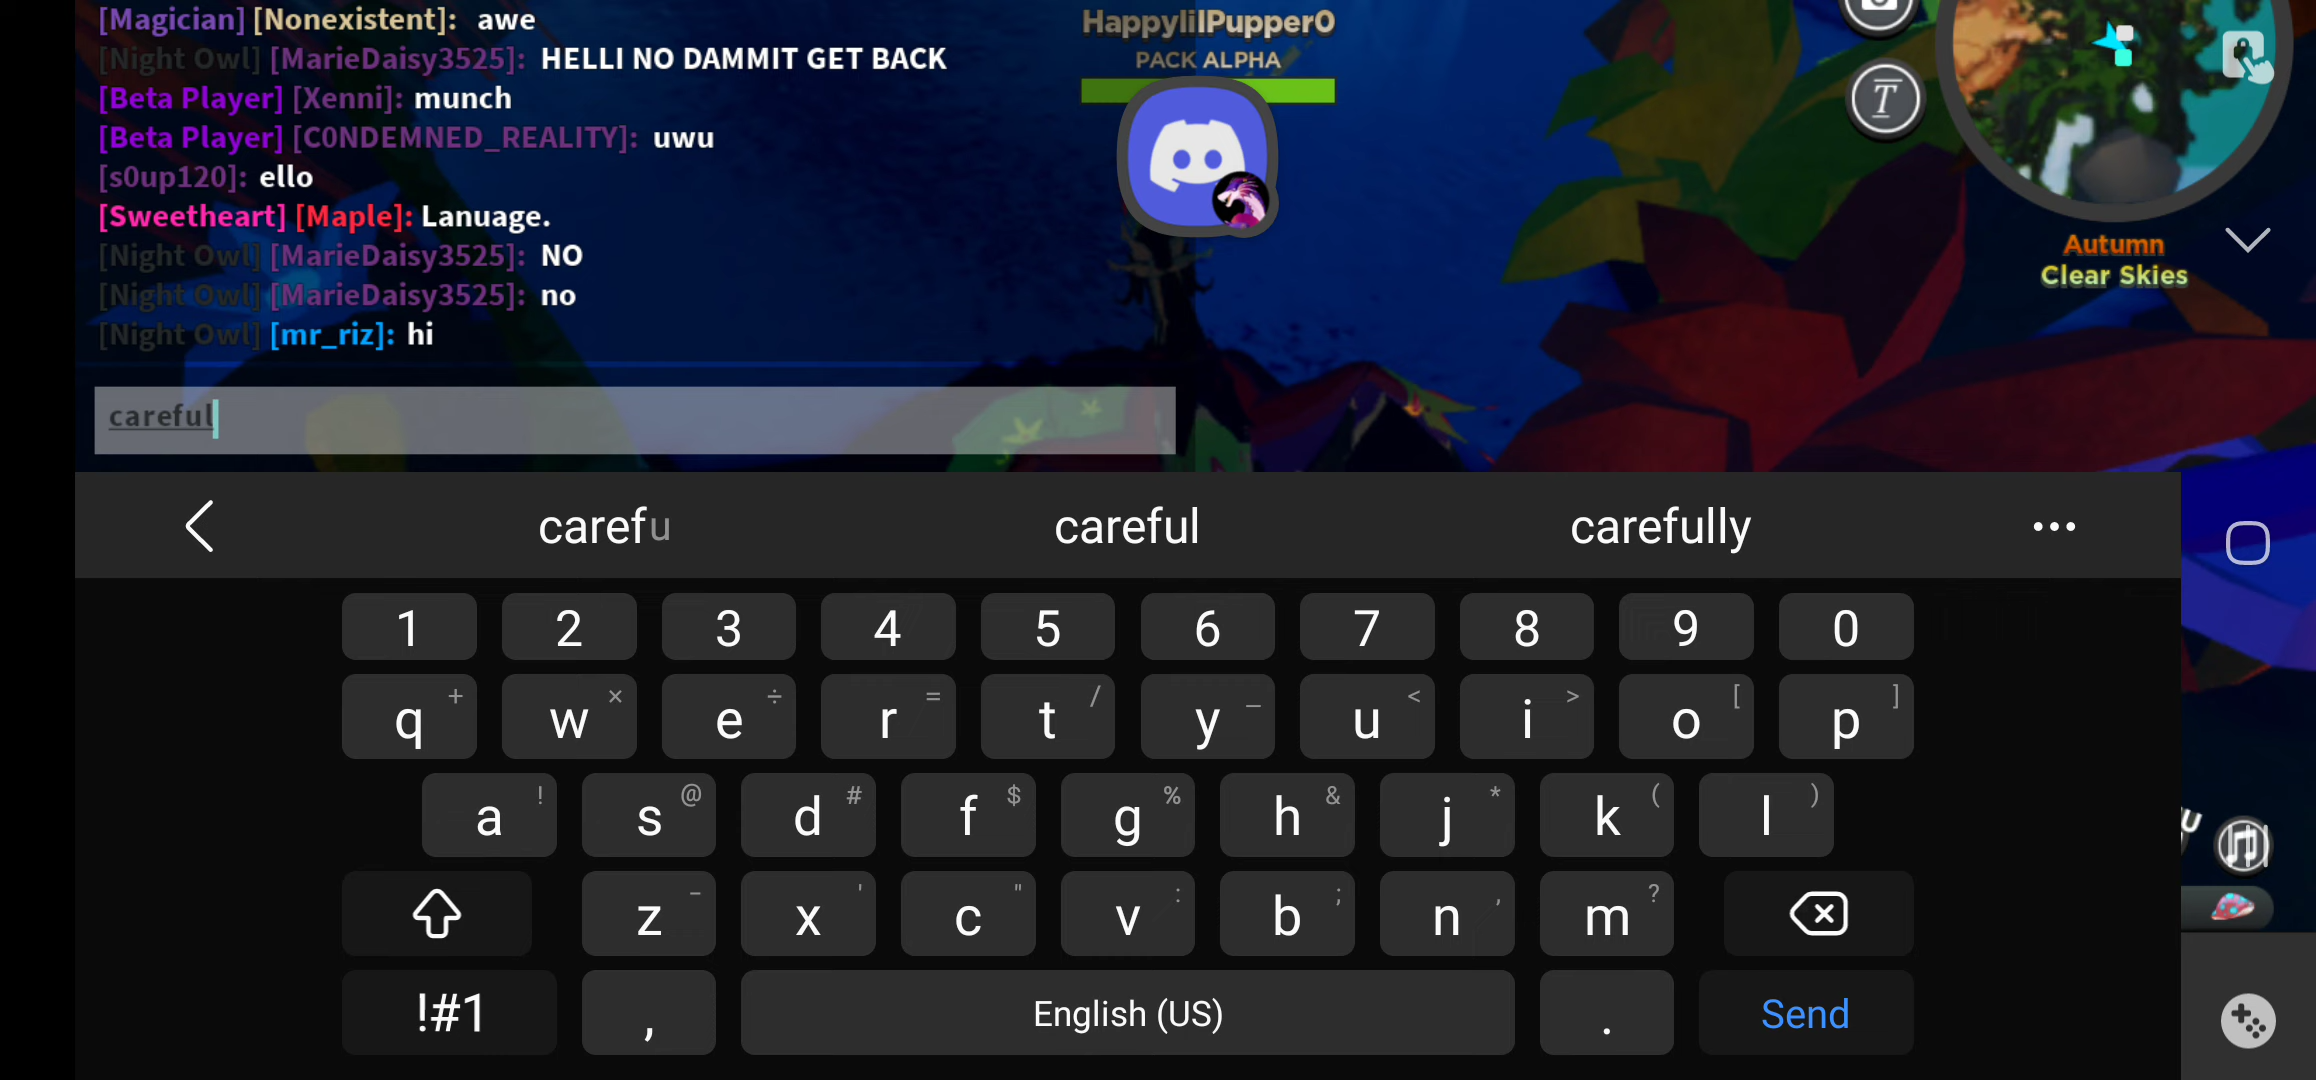 [Magician] [Nonexistent]: awe
[Night Owl] [MarieDaisy3525]: HELLI NO DAMMIT GET BACK
[Beta Player] [Xenni]: munch
[Beta Player] [C0NDEMNED_REALITY]: uwu
[s0up120]: ello
[Sweetheart] [Maple]: Lanuage.
[Night Owl] [MarieDaisy3525]: NO
[Night Owl] [MarieDaisy3525]: no
[Night Owl] [mr_riz]: hi
careful
HappylilPupper0
PACK ALPHA
T
Autumn
Clear Skies
carefu careful carefully
1 2 3 4 5 6 7 8 9 0
q + w × e ÷ r = t / y _ u < i > o [ p ]
a ! s @ d # f $ g % h & j * k ( l )
z - x ' c " v : b ; n , m ?
!#1 , English (US) . Send